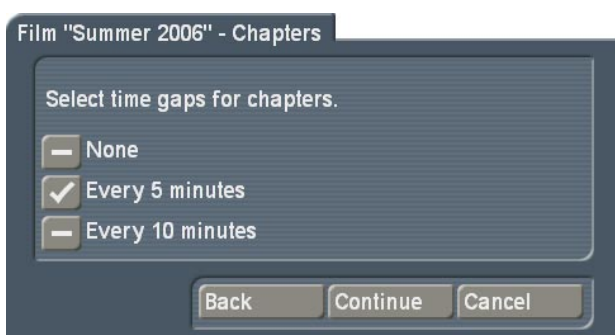 Film "Summer 2006" - Chapters
Select time gaps for chapters.
None
Every 5 minutes
Every 10 minutes
Back Continue Cancel